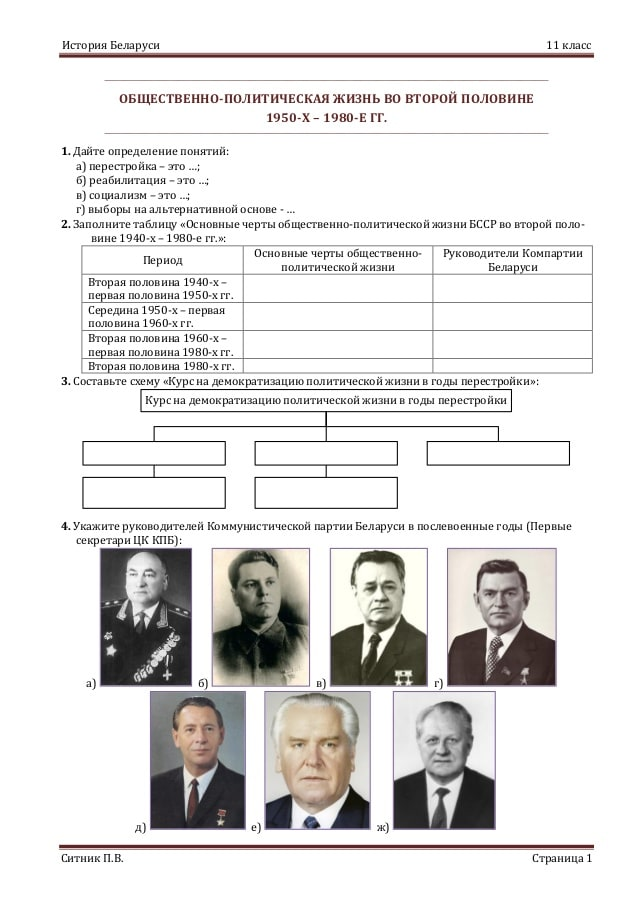 История Беларуси 11 класс
ОБЩЕСТВЕННО-ПОЛИТИЧЕСКАЯ ЖИЗНЬ ВО ВТОРОЙ ПОЛОВИНЕ
1950-Х – 1980-Е ГГ.
1. Дайте определение понятий:
а) перестройка – это ...;
б) реабилитация – это ...;
в) социализм – это ...;
г) выборы на альтернативной основе - ...
2. Заполните таблицу «Основные черты общественно-политической жизни БССР во второй поло-
вине 1940-х – 1980-е гг.»:
Период
Основные черты общественно-
политической жизни
Руководители Компартии
Беларуси
Вторая половина 1940-х –
первая половина 1950-х гг.
Середина 1950-х – первая
половина 1960-х гг.
Вторая половина 1960-х –
первая половина 1980-х гг.
Вторая половина 1980-х гг.
3. Составьте схему «Курс на демократизацию политической жизни в годы перестройки»:
Курс на демократизацию политической жизни в годы перестройки
4. Укажите руководителей Коммунистической партии Беларуси в послевоенные годы (Первые
секретари ЦК КПБ):
а) б) в) г)
д) е) ж)
Ситник П.В. Страница 1